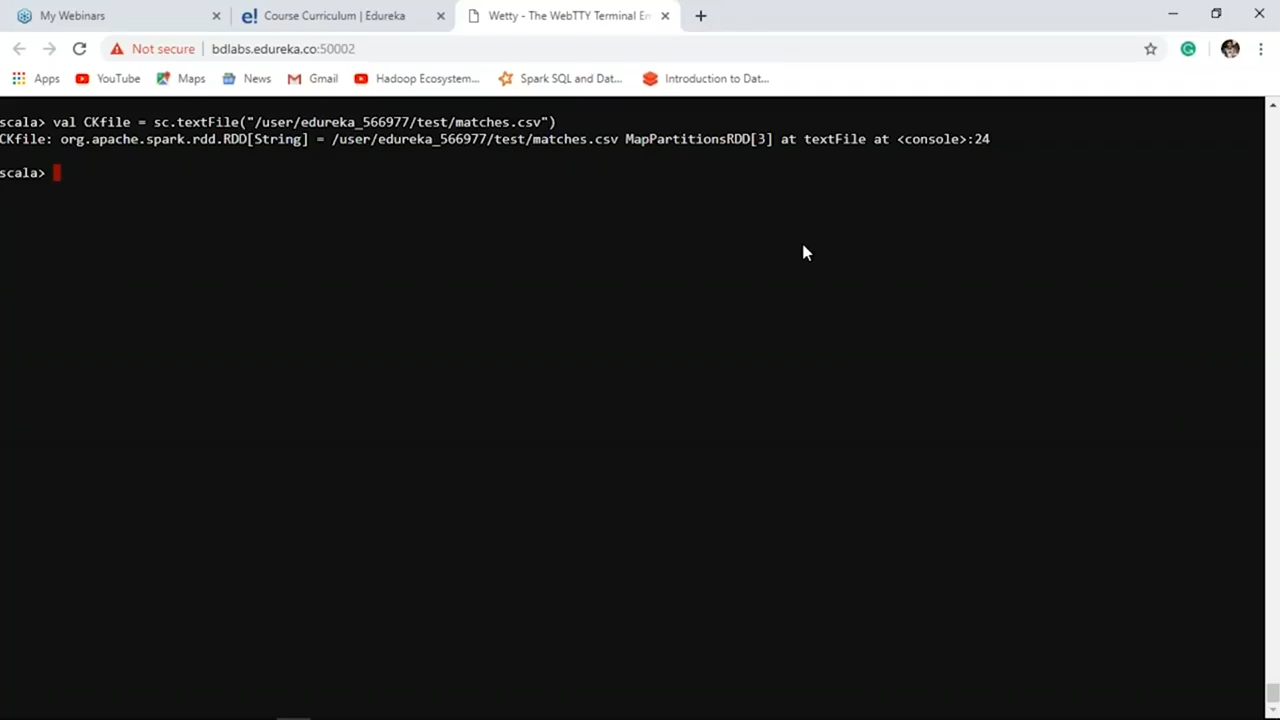 My Webinars
Course Curriculum | Edureka
Wetty - The WebTTY Terminal Em
Not secure
bdlabs.edureka.co:50002
Apps
YouTube
Maps
News
Gmail
Hadoop Ecosystem...
Spark SQL and Dat...
Introduction to Dat...
scala> val CKfile = sc.textFile("/user/edureka_566977/test/matches.csv")
CKfile: org.apache.spark.rdd.RDD[String] = /user/edureka_566977/test/matches.csv MapPartitionsRDD[3] at textFile at <console>:24
scala>